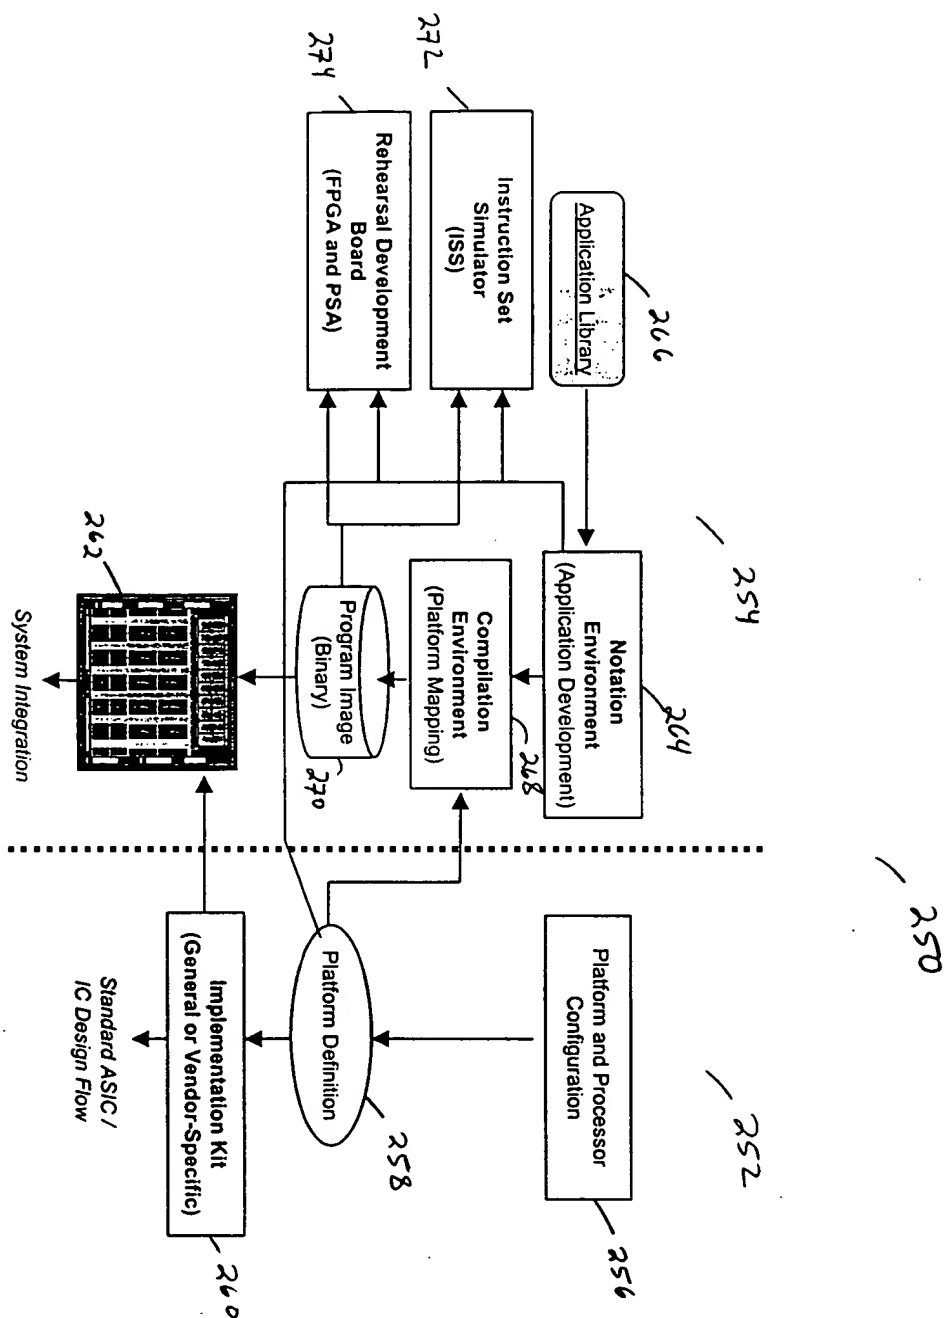 250
254
252
266
Application Library
Notation
Environment
(Application Development)
264
Platform and Processor
Configuration
256
272
Instruction Set
Simulator
(ISS)
Compilation
Environment
(Platform Mapping)
268
274
Rehearsal Development
Board
(FPGA and PSA)
Program Image
(Binary)
270
Platform Definition
258
262
System Integration
Implementation Kit
(General or Vendor-Specific)
260
Standard ASIC /
IC Design Flow